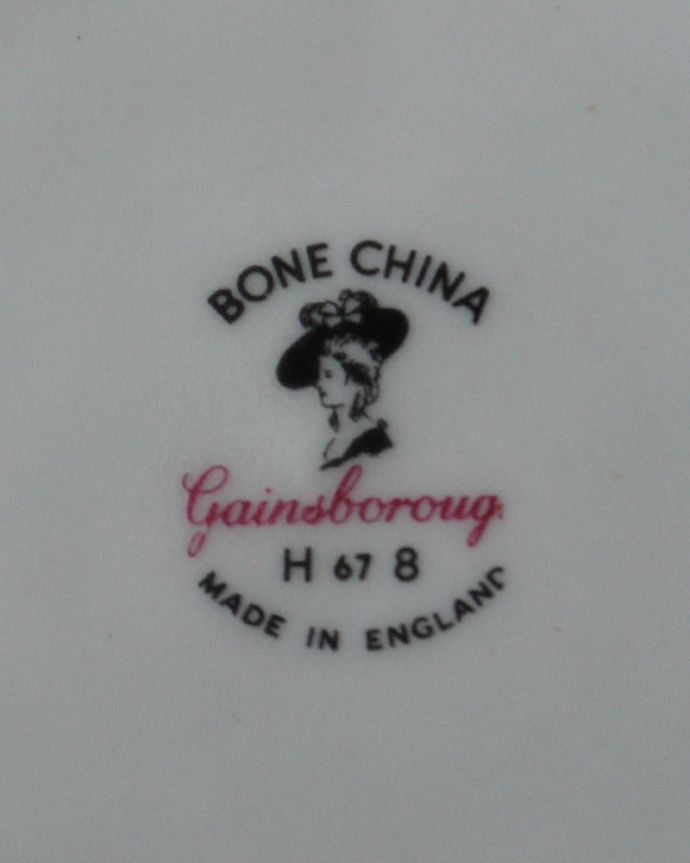 BONE CHINA
Gainsboroug
H 67 8
MADE IN ENGLAND